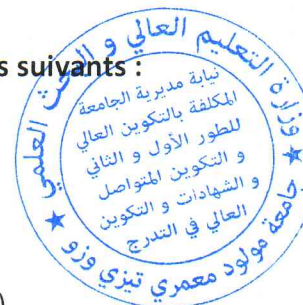 s suivants :
وزارة التعليم العالي و البحث العلمي
نيابة مديرية الجامعة
المكلفة بالتكوين العالي
للطور الأول و الثاني
و التكوين المتواصل
و الشهادات و التكوين
العالي في التدرج
★ جامعة مولود معمري تيزي وزو ★
)